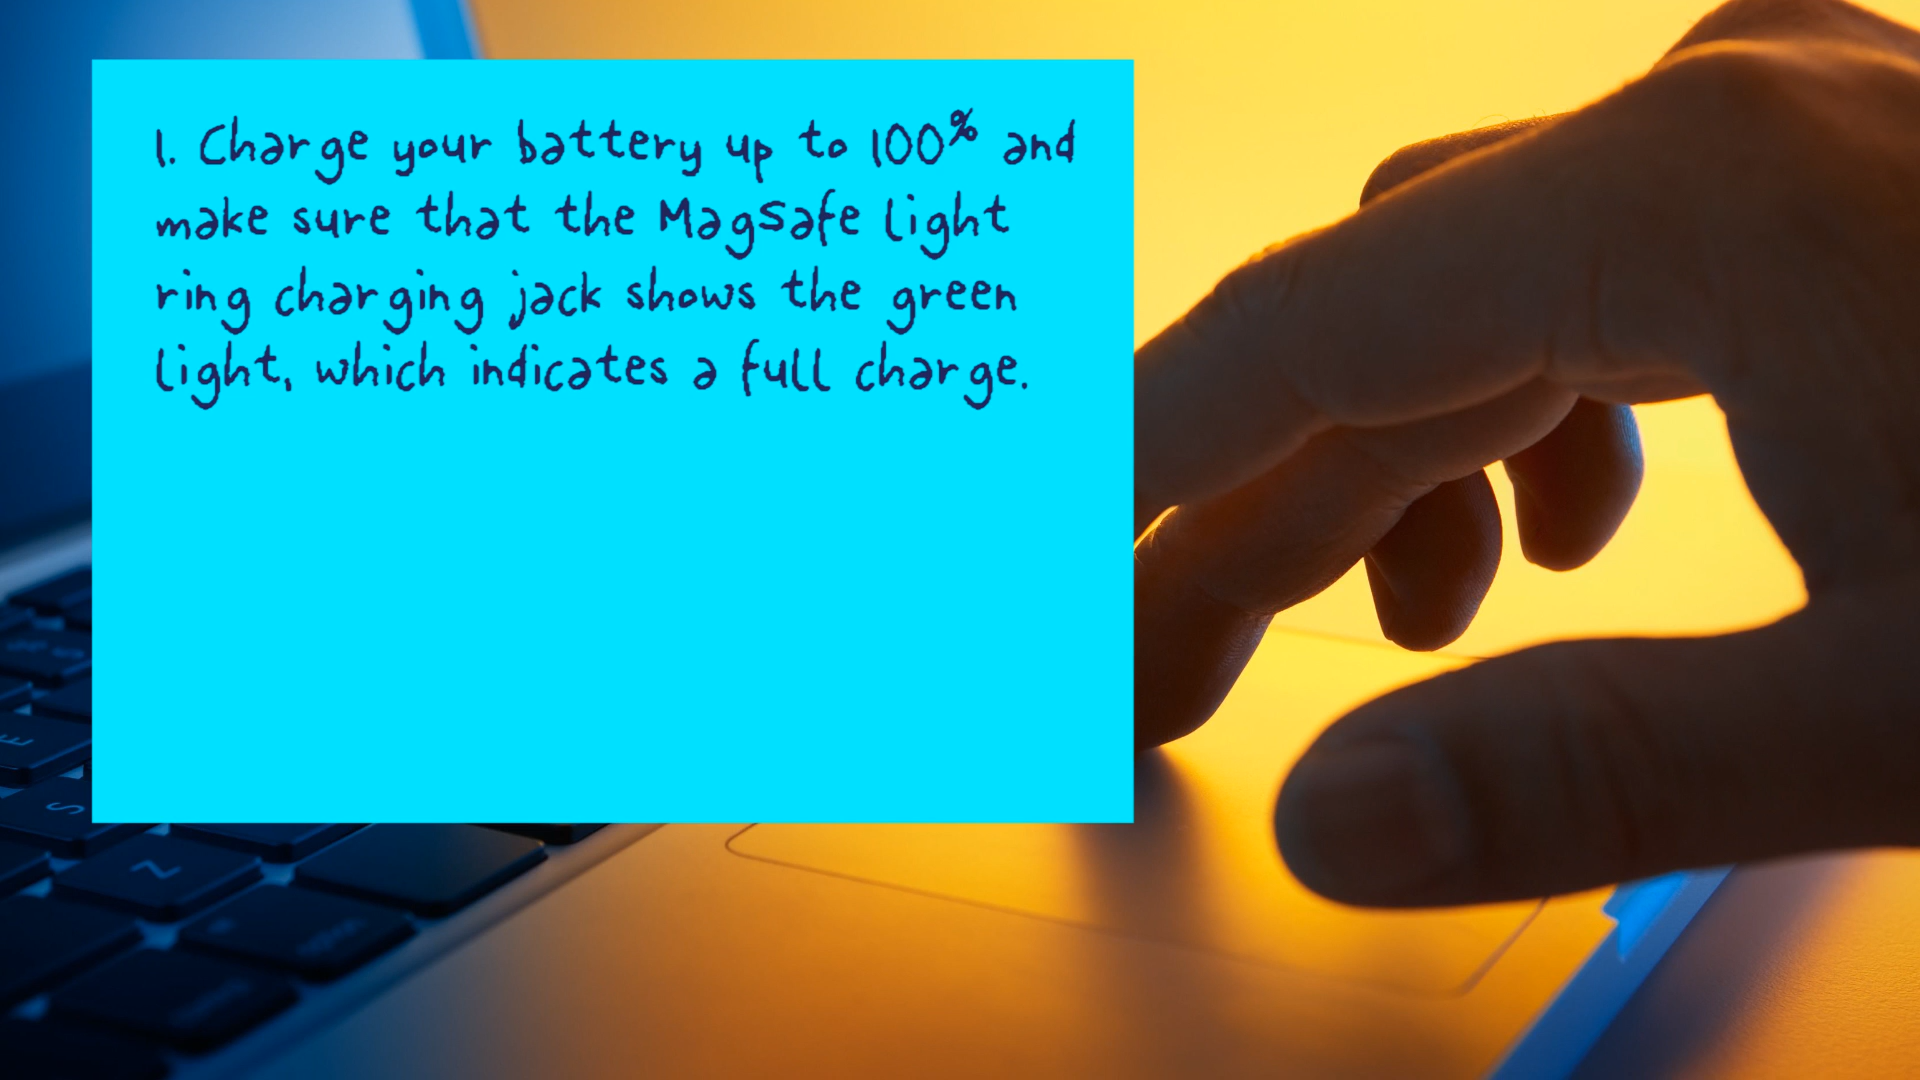 1. Charge your battery up to 100% and
make sure that the MagSafe light
ring charging jack shows the green
light, which indicates a full charge.
E
S
Z